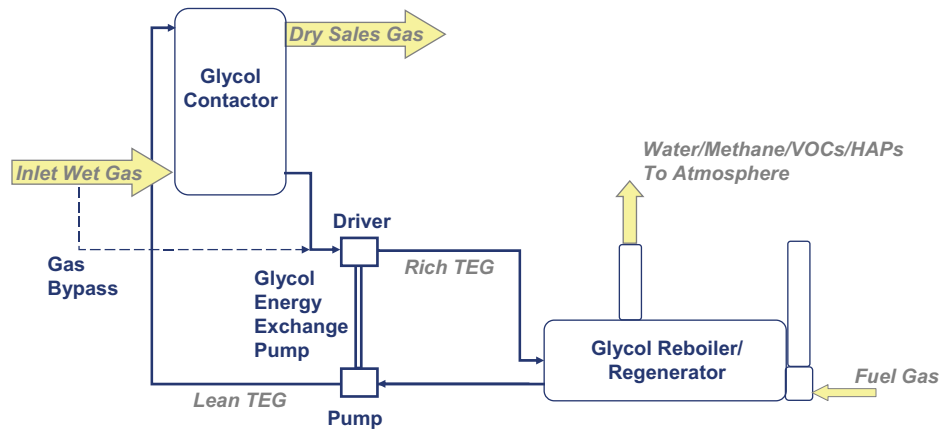 Dry Sales Gas
Glycol
Contactor
Inlet Wet Gas
Water/Methane/VOCs/HAPs
To Atmosphere
Driver
Gas
Bypass
Rich TEG
Glycol
Energy
Exchange
Pump
Glycol Reboiler/
Regenerator
Fuel Gas
Lean TEG
Pump